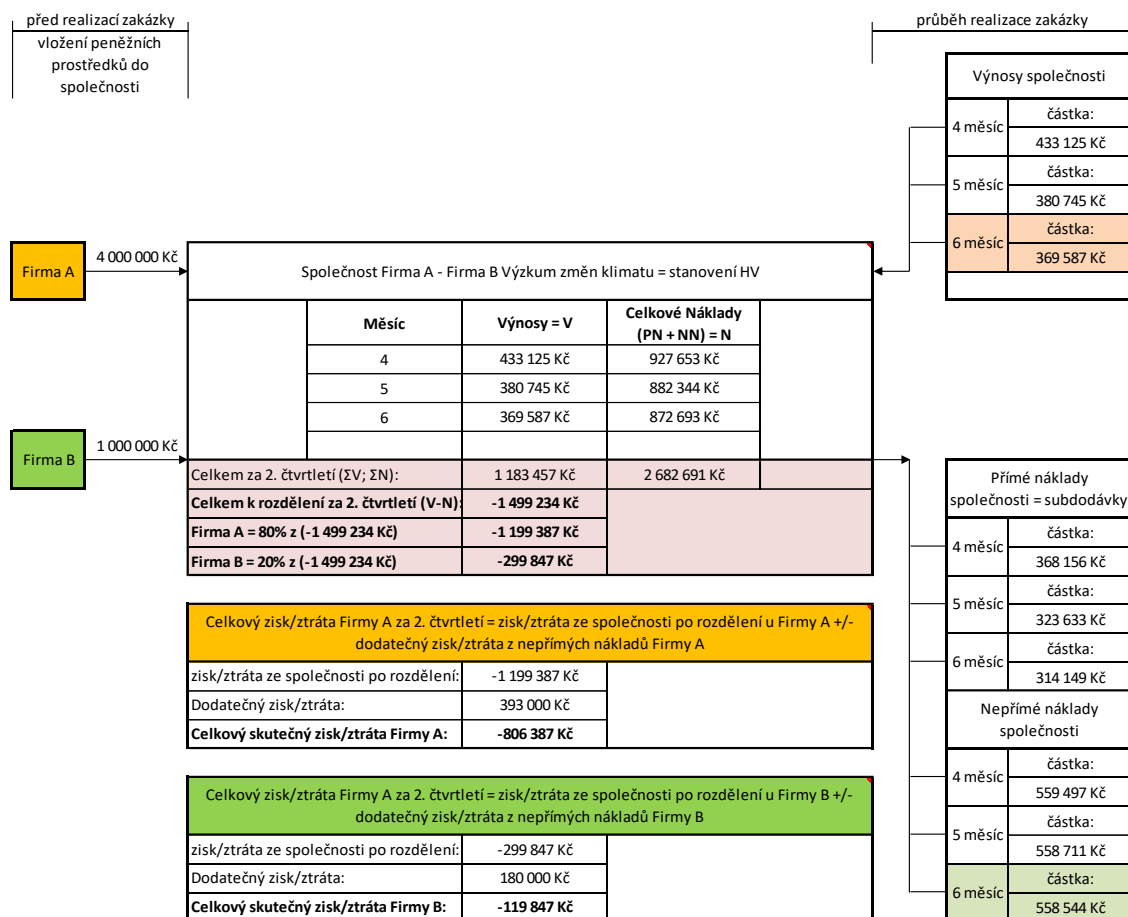 před realizací zakázky
vložení peněžních
prostředků do
společnosti
průběh realizace zakázky
Výnosy společnosti
4 měsíc
částka:
433 125 Kč
5 měsíc
částka:
380 745 Kč
6 měsíc
částka:
369 587 Kč
Firma A
4 000 000 Kč
Společnost Firma A - Firma B Výzkum změn klimatu = stanovení HV
Měsíc Výnosy = V Celkové Náklady
(PN + NN) = N
4 433 125 Kč 927 653 Kč
5 380 745 Kč 882 344 Kč
6 369 587 Kč 872 693 Kč
Firma B
1 000 000 Kč
Celkem za 2. čtvrtletí (ΣV; ΣN): 1 183 457 Kč 2 682 691 Kč
Celkem k rozdělení za 2. čtvrtletí (V-N): -1 499 234 Kč
Firma A = 80% z (-1 499 234 Kč) -1 199 387 Kč
Firma B = 20% z (-1 499 234 Kč) -299 847 Kč
Celkový zisk/ztráta Firmy A za 2. čtvrtletí = zisk/ztráta ze společnosti po rozdělení u Firmy A +/-
dodatečný zisk/ztráta z nepřímých nákladů Firmy A
zisk/ztráta ze společnosti po rozdělení: -1 199 387 Kč
Dodatečný zisk/ztráta: 393 000 Kč
Celkový skutečný zisk/ztráta Firmy A: -806 387 Kč
Celkový zisk/ztráta Firmy A za 2. čtvrtletí = zisk/ztráta ze společnosti po rozdělení u Firmy B +/-
dodatečný zisk/ztráta z nepřímých nákladů Firmy B
zisk/ztráta ze společnosti po rozdělení: -299 847 Kč
Dodatečný zisk/ztráta: 180 000 Kč
Celkový skutečný zisk/ztráta Firmy B: -119 847 Kč
Přímé náklady
společnosti = subdodávky
4 měsíc
částka:
368 156 Kč
5 měsíc
částka:
323 633 Kč
6 měsíc
částka:
314 149 Kč
Nepřímé náklady
společnosti
4 měsíc
částka:
559 497 Kč
5 měsíc
částka:
558 711 Kč
6 měsíc
částka:
558 544 Kč